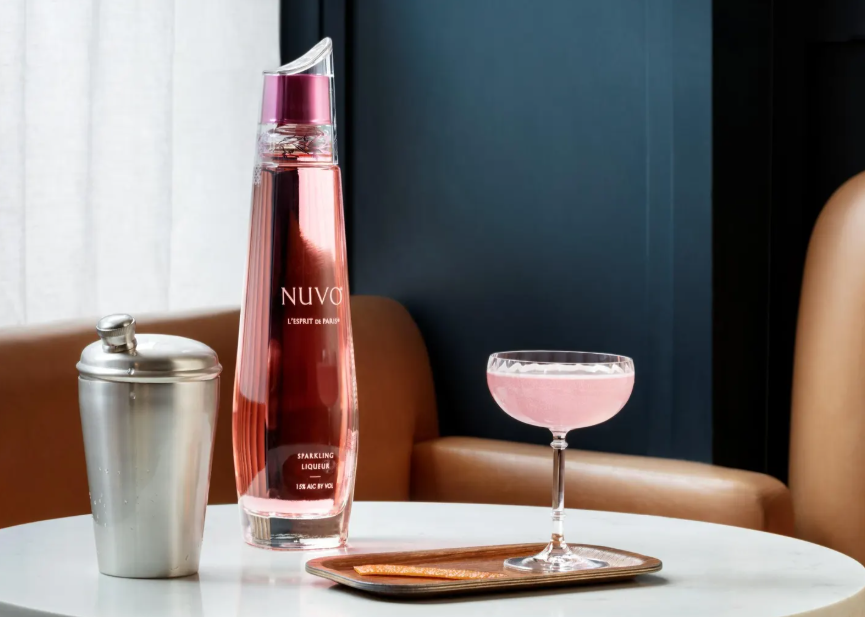 NUVO
L'ESPRIT DE PARIS
SPARKLING
LIQUEUR
15% ALC BY VOL